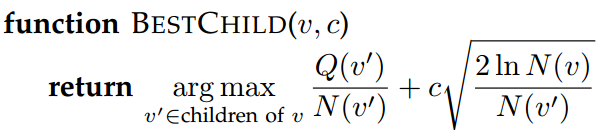 function BESTCHILD(v, c)
return arg max Q(v′)/N(v′) + c√(2 ln N(v)/N(v′))
v′∈children of v